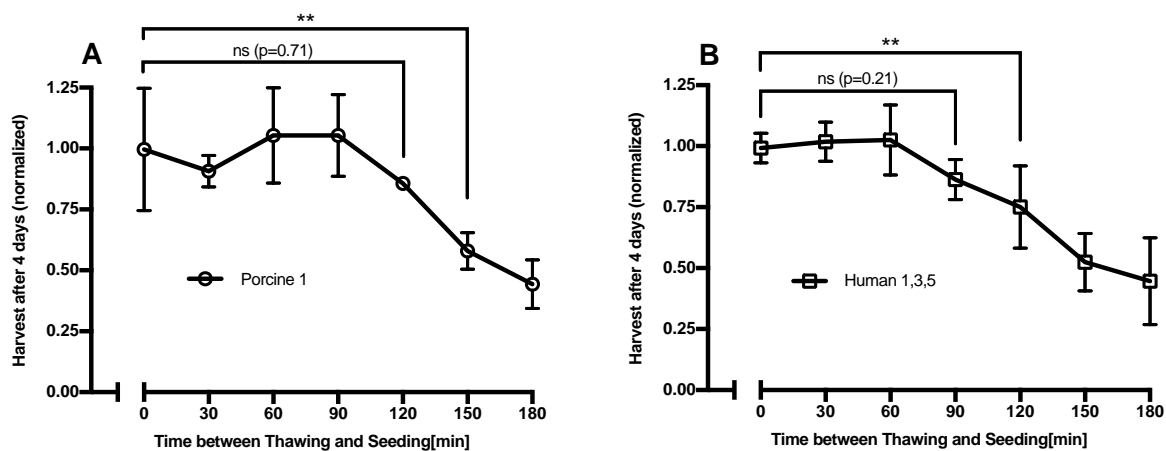 A
**
ns (p=0.71)
1.25
1.00
0.75
0.50
0.25
0.00
Harvest after 4 days (normalized)
Porcine 1
0 30 60 90 120 150 180
Time between Thawing and Seeding[min]
B
**
ns (p=0.21)
1.25
1.00
0.75
0.50
0.25
0.00
Harvest after 4 days (normalized)
Human 1,3,5
0 30 60 90 120 150 180
Time between Thawing and Seeding[min]